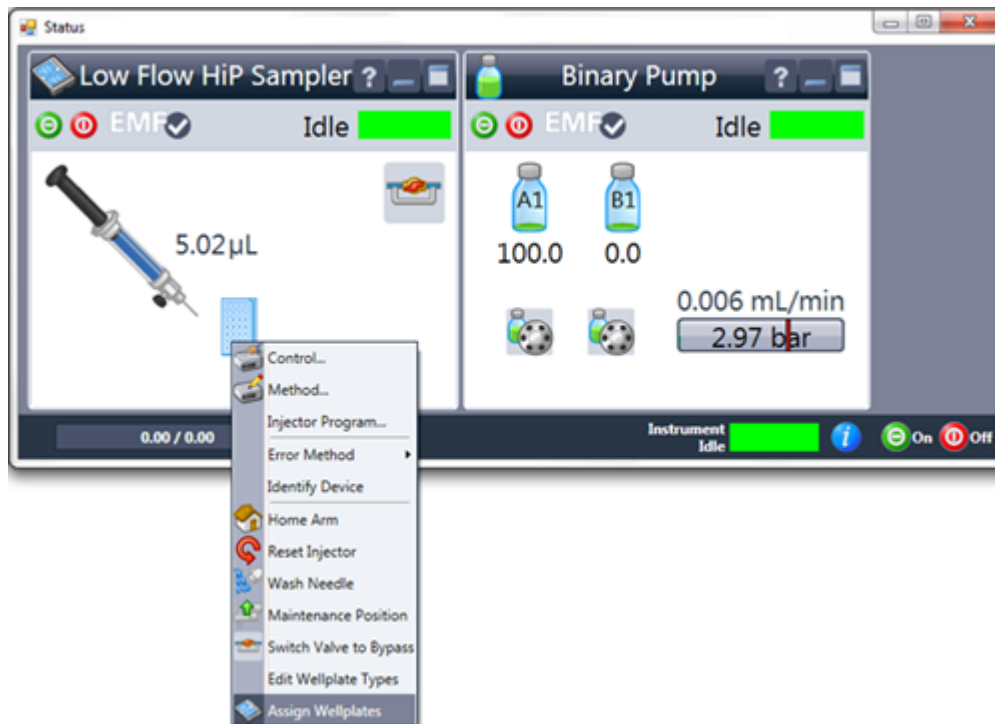 Status
Low Flow HiP Sampler ?
EMF Idle
5.02µL
Binary Pump ?
EMF Idle
A1 B1
100.0 0.0
0.006 mL/min
2.97 bar
Control...
Method...
Injector Program...
Error Method
Identify Device
Home Arm
Reset Injector
Wash Needle
Maintenance Position
Switch Valve to Bypass
Edit Wellplate Types
Assign Wellplates
0.00 / 0.00
Instrument
Idle
i On Off